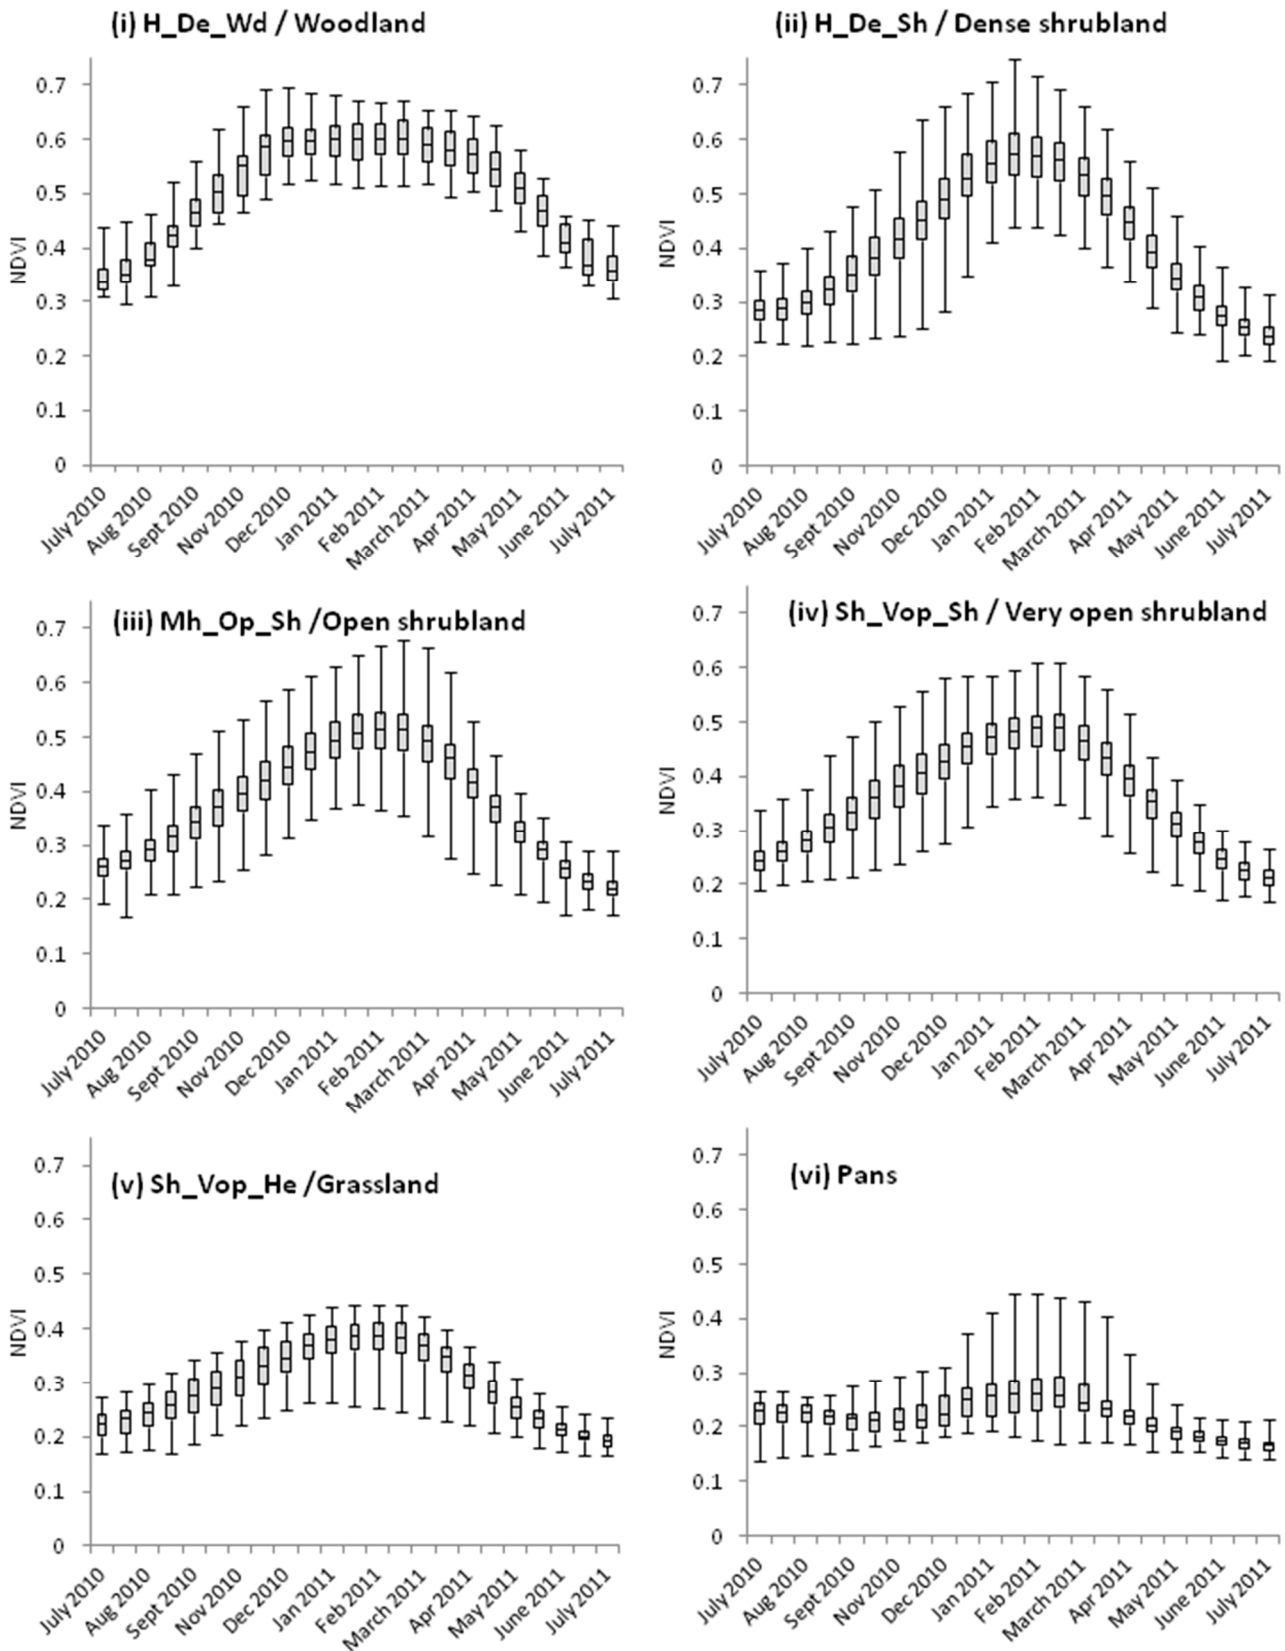 (i) H_De_Wd / Woodland
NDVI
0.7
0.6
0.5
0.4
0.3
0.2
0.1
0
July 2010
Aug 2010
Sept 2010
Nov 2010
Dec 2010
Jan 2011
Feb 2011
March 2011
Apr 2011
May 2011
June 2011
July 2011
(ii) H_De_Sh / Dense shrubland
NDVI
0.7
0.6
0.5
0.4
0.3
0.2
0.1
0
July 2010
Aug 2010
Sept 2010
Nov 2010
Dec 2010
Jan 2011
Feb 2011
March 2011
Apr 2011
May 2011
June 2011
July 2011
(iii) Mh_Op_Sh /Open shrubland
NDVI
0.7
0.6
0.5
0.4
0.3
0.2
0.1
0
July 2010
Aug 2010
Sept 2010
Nov 2010
Dec 2010
Jan 2011
Feb 2011
March 2011
Apr 2011
May 2011
June 2011
July 2011
(iv) Sh_Vop_Sh / Very open shrubland
NDVI
0.7
0.6
0.5
0.4
0.3
0.2
0.1
0
July 2010
Aug 2010
Sept 2010
Nov 2010
Dec 2010
Jan 2011
Feb 2011
March 2011
Apr 2011
May 2011
June 2011
July 2011
(v) Sh_Vop_He /Grassland
NDVI
0.7
0.6
0.5
0.4
0.3
0.2
0.1
0
July 2010
Aug 2010
Sept 2010
Nov 2010
Dec 2010
Jan 2011
Feb 2011
March 2011
Apr 2011
May 2011
June 2011
July 2011
(vi) Pans
NDVI
0.7
0.6
0.5
0.4
0.3
0.2
0.1
0
July 2010
Aug 2010
Sept 2010
Nov 2010
Dec 2010
Jan 2011
Feb 2011
March 2011
Apr 2011
May 2011
June 2011
July 2011